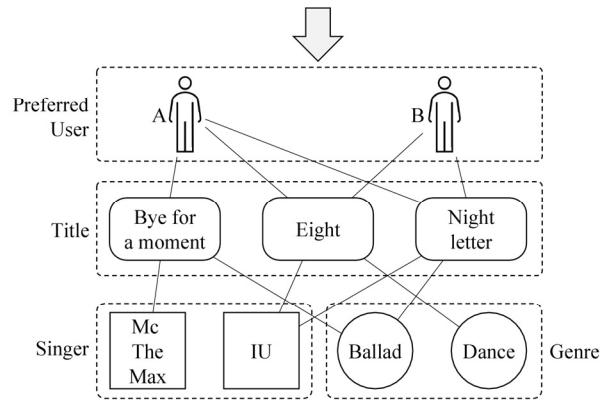 Preferred
User
A
B
Title
Bye for
a moment
Eight
Night
letter
Singer
Mc
The
Max
IU
Ballad
Dance
Genre